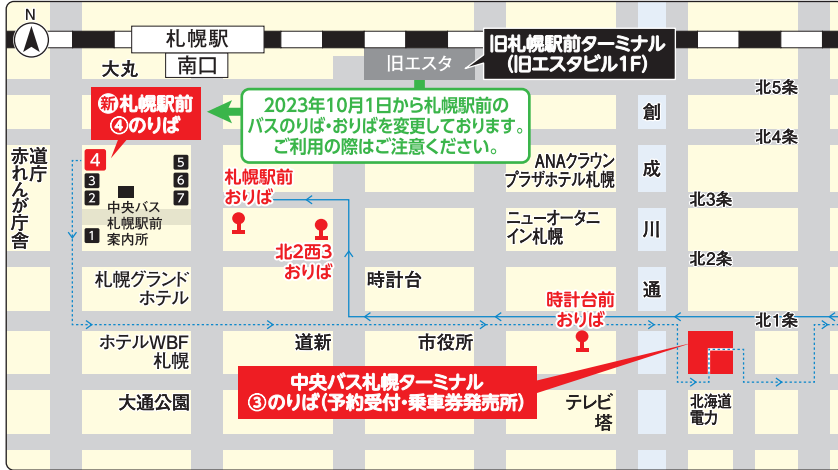 N
札幌駅
南口
大丸
旧エスタ
旧札幌駅前ターミナル
(旧エスタビル1F)
新札幌駅前
④のりば
2023年10月1日から札幌駅前の
バスのりば・おりばを変更しております。
ご利用の際はご注意ください。
北5条
北4条
北3条
北2条
北1条
創成川通
道庁
赤れんが庁舎
4
3
2
1
5
6
7
中央バス
札幌駅前
案内所
札幌駅前
おりば
北2西3
おりば
ANAクラウン
プラザホテル札幌
ニューオータニ
イン札幌
札幌グランド
ホテル
時計台
時計台前
おりば
ホテルWBF
札幌
道新
市役所
中央バス札幌ターミナル
③のりば(予約受付・乗車券発売所)
大通公園
テレビ
塔
北海道
電力